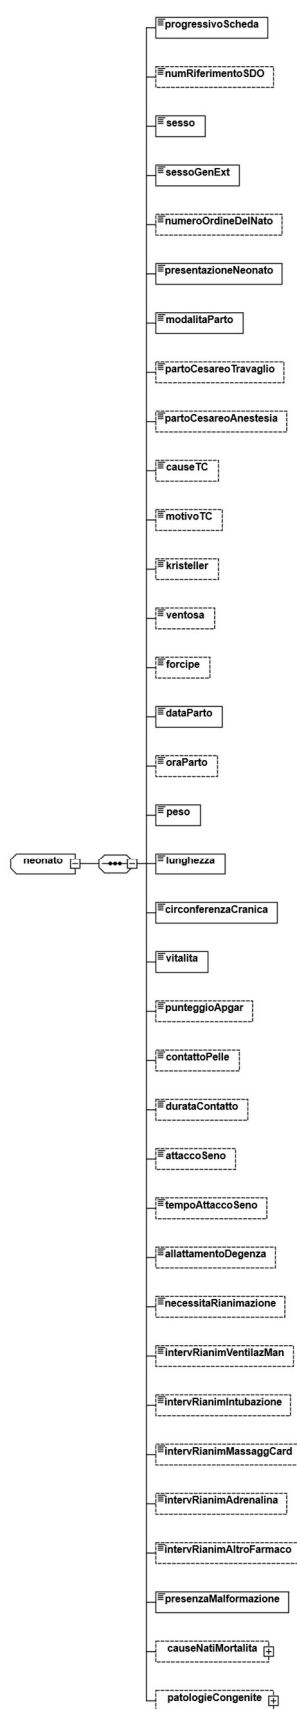 progressivoScheda
numRiferimentoSDO
sesso
sessoGenExt
numeroOrdineDelNato
presentazioneNeonato
modalitaParto
partoCesareoTravaglio
partoCesareoAnestesia
causeTC
motivoTC
kristeller
ventosa
forcipe
dataParto
oraParto
peso
neonato
lunghezza
circonferenzaCranica
vitalita
punteggioApgar
contattoPelle
durataContatto
attaccoSeno
tempoAttaccoSeno
allattamentoDegenza
necessitaRianimazione
intervRianimVentilazMan
intervRianimIntubazione
intervRianimMassaggCard
intervRianimAdrenalina
intervRianimAltroFarmaco
presenzaMalformazione
causeNatiMortalita
patologieCongenite